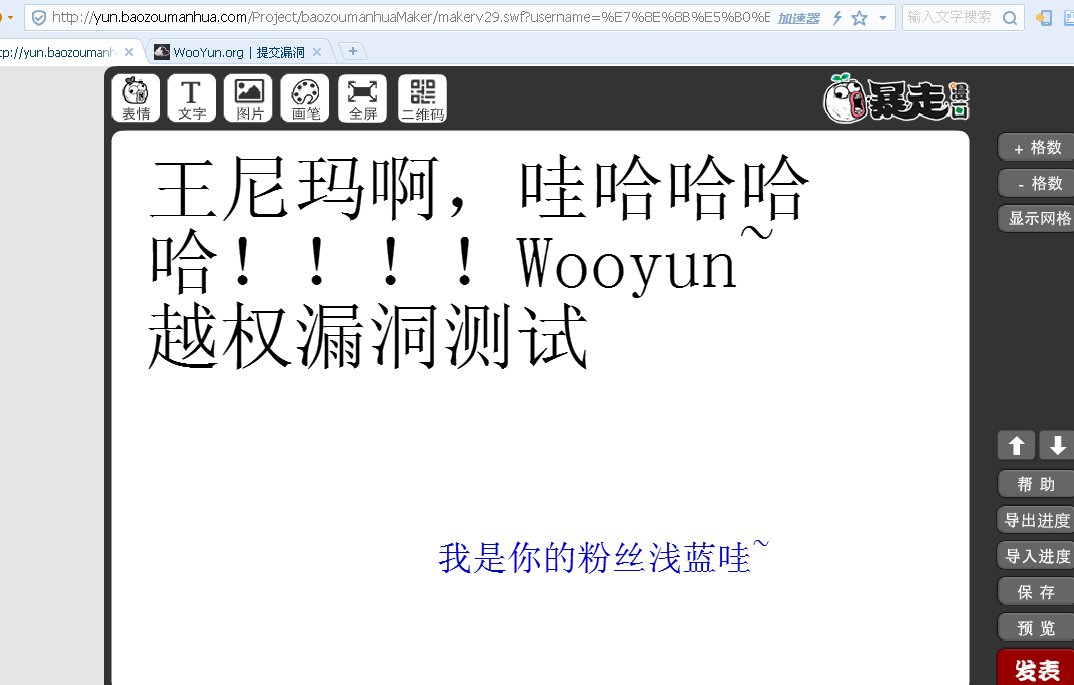 http://yun.baozoumanhua.com/Project/baozoumanhuaMaker/makerv29.swf?username=%E7%8E%8B%E5%B0%E 加速器 输入文字搜索
tp://yun.baozoumanh WooYun.org | 提交漏洞
表情 文字 图片 画笔 全屏 二维码 暴走漫画
王尼玛啊，哇哈哈哈
哈！！！！Wooyun~
越权漏洞测试
我是你的粉丝浅蓝哇~
+ 格数
- 格数
显示网格
帮 助
导出进度
导入进度
保 存
预 览
发表